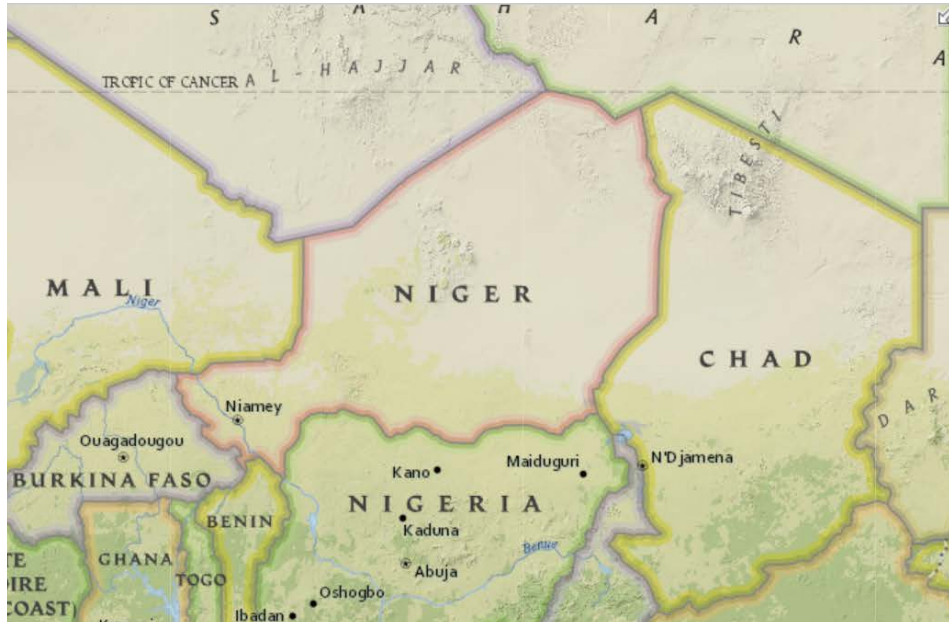 S A H A R A
TROPIC OF CANCER
AL-HAJJAR
TIBESTI
MALI
Niger
NIGER
CHAD
DAR
Niamey
Ouagadougou
N'Djamena
Maiduguri
Kano
BURKINA FASO
NIGERIA
BENIN
Kaduna
Benue
GHANA
TOGO
Abuja
TE
OIRE
COAST)
Oshogbo
Ibadan